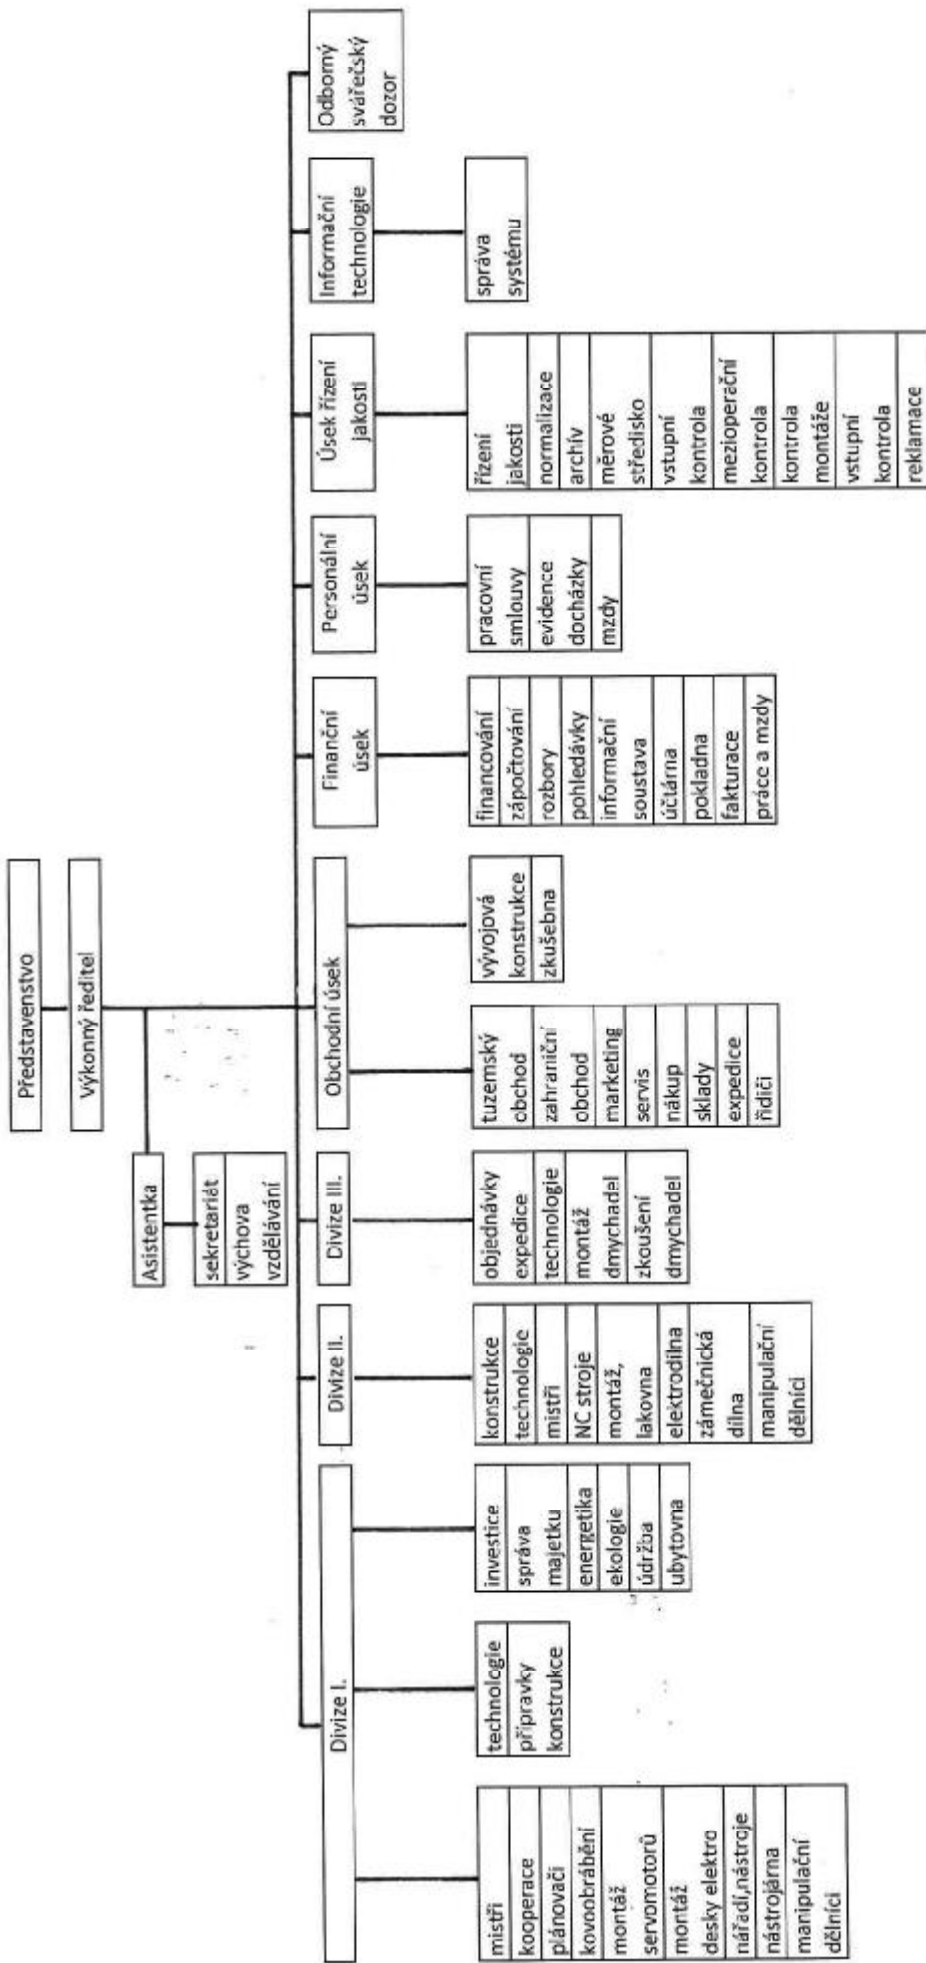 Představenstvo
Výkonný ředitel
Asistentka
sekretariát
výchova
vzdělávání
Divize I.
Divize II.
Divize III.
Obchodní úsek
Finanční
úsek
Personální
úsek
Úsek řízení
jakosti
Informační
technologie
Odborný
svářečský
dozor
mistři
kooperace
plánovači
kovoobrábění
montáž
servomotorů
montáž
desky elektro
nářadí,nástroje
nástrojárna
manipulační
dělníci
technologie
přípravky
konstrukce
investice
správa
majetku
energetika
ekologie
údržba
ubytovna
konstrukce
technologie
mistři
NC stroje
montáž,
lakovna
elektrodílna
zámečnická
dílna
manipulační
dělníci
objednávky
expedice
technologie
montáž
dmychadel
zkoušení
dmychadel
tuzemský
obchod
zahraniční
obchod
marketing
servis
nákup
sklady
expedice
řidiči
vývojová
konstrukce
zkušebna
financování
zápočtování
rozbory
pohledávky
informační
soustava
účtárna
pokladna
fakturace
práce a mzdy
pracovní
smlouvy
evidence
docházky
mzdy
řízení
jakosti
normalizace
archív
měrové
středisko
vstupní
kontrola
mezioperační
kontrola
kontrola
montáže
vstupní
kontrola
reklamace
správa
systému